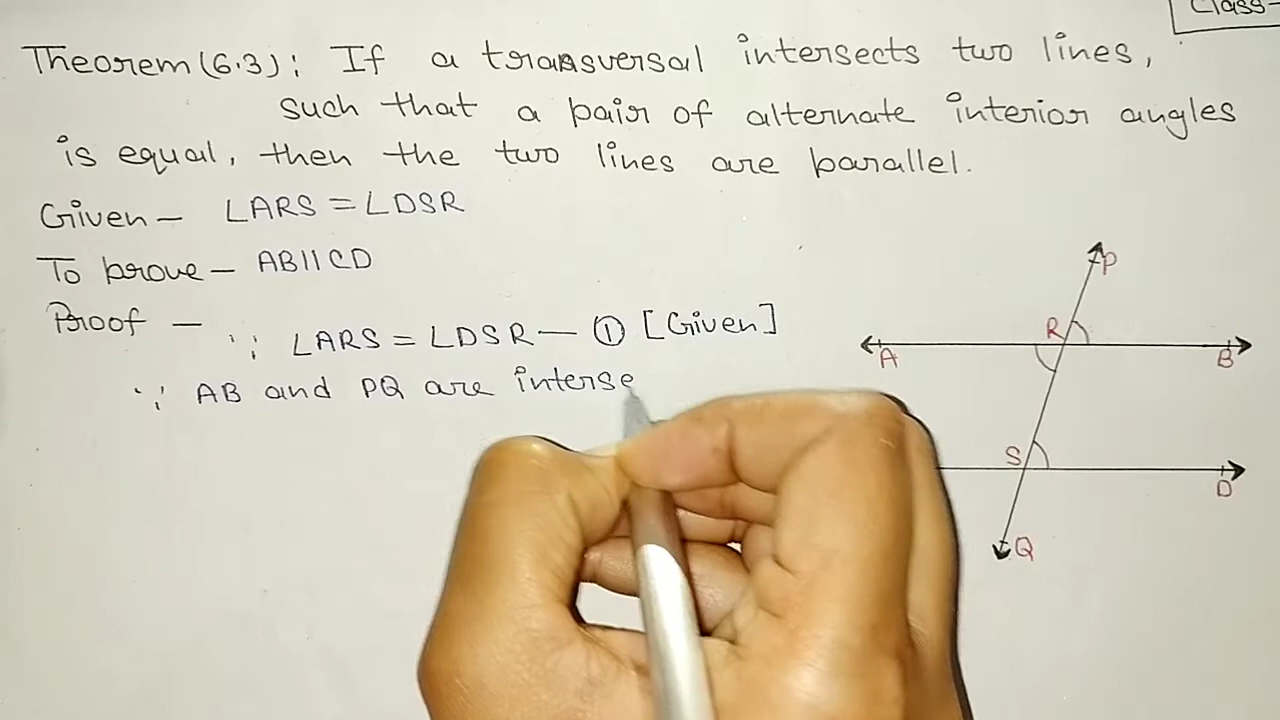 Class-
Theorem (6.3): If a transversal intersects two lines,
such that a pair of alternate interior angles
is equal, then the two lines are parallel.
Given - ∠ARS = ∠DSR
To prove - AB || CD
Proof - ∵ ∠ARS = ∠DSR — ① [Given]
∵ AB and PQ are interse
P
R
A
B
S
D
Q